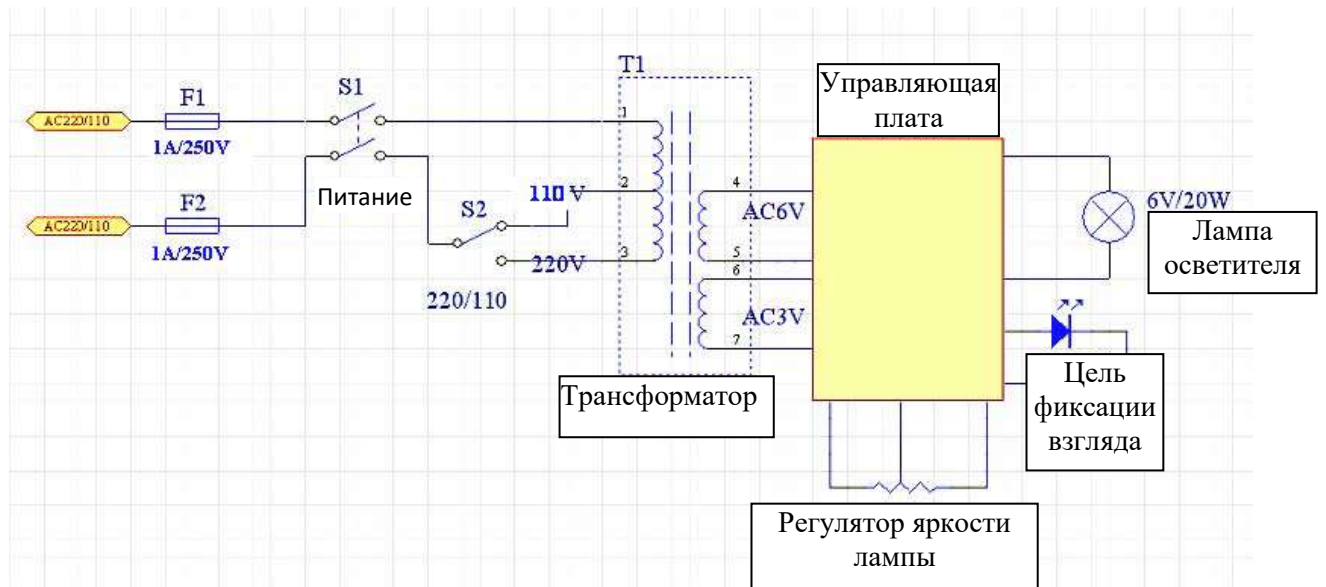 T1
Управляющая
плата
S1
F1
AC220/110
1A/250V
1
Питание
110 V
2
4
AC6V
6V/20W
Лампа
осветителя
F2
AC220/110
1A/250V
S2
220V
3
5
6
220/110
AC3V
7
Трансформатор
Цель
фиксации
взгляда
Регулятор яркости
лампы